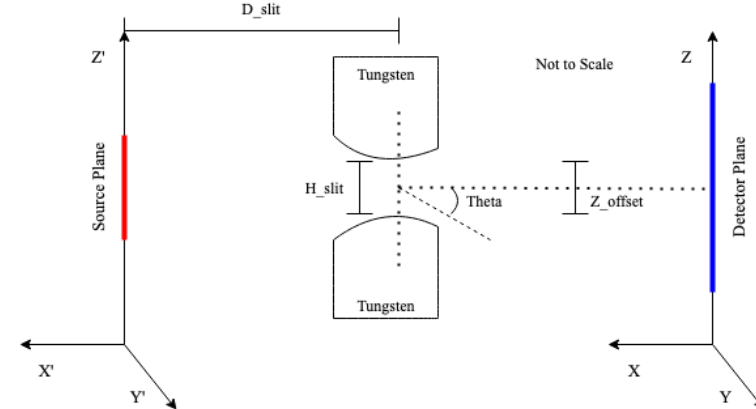 D_slit
Z'
Tungsten
Not to Scale
Z
Source Plane
H_slit
Theta
Z_offset
Detector Plane
Tungsten
X'
Y'
X
Y